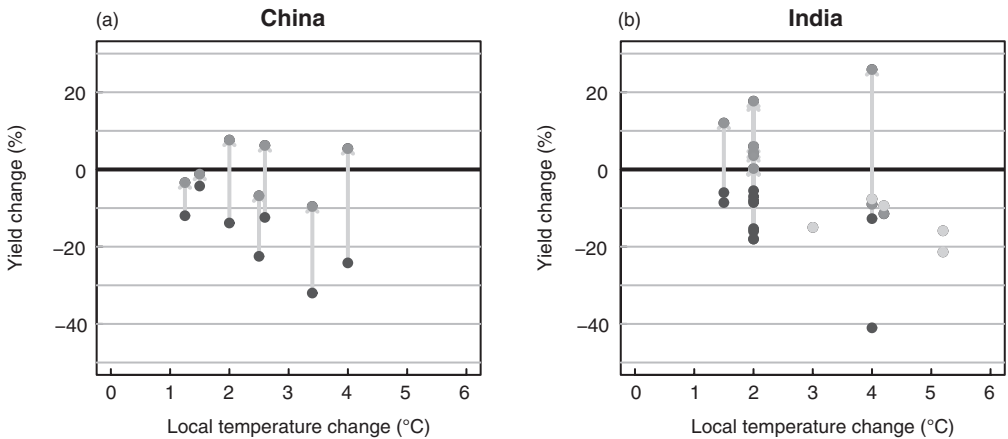 (a) China
Yield change (%)
20
0
−20
−40
0 1 2 3 4 5 6
Local temperature change (°C)
(b) India
Yield change (%)
20
0
−20
−40
0 1 2 3 4 5 6
Local temperature change (°C)